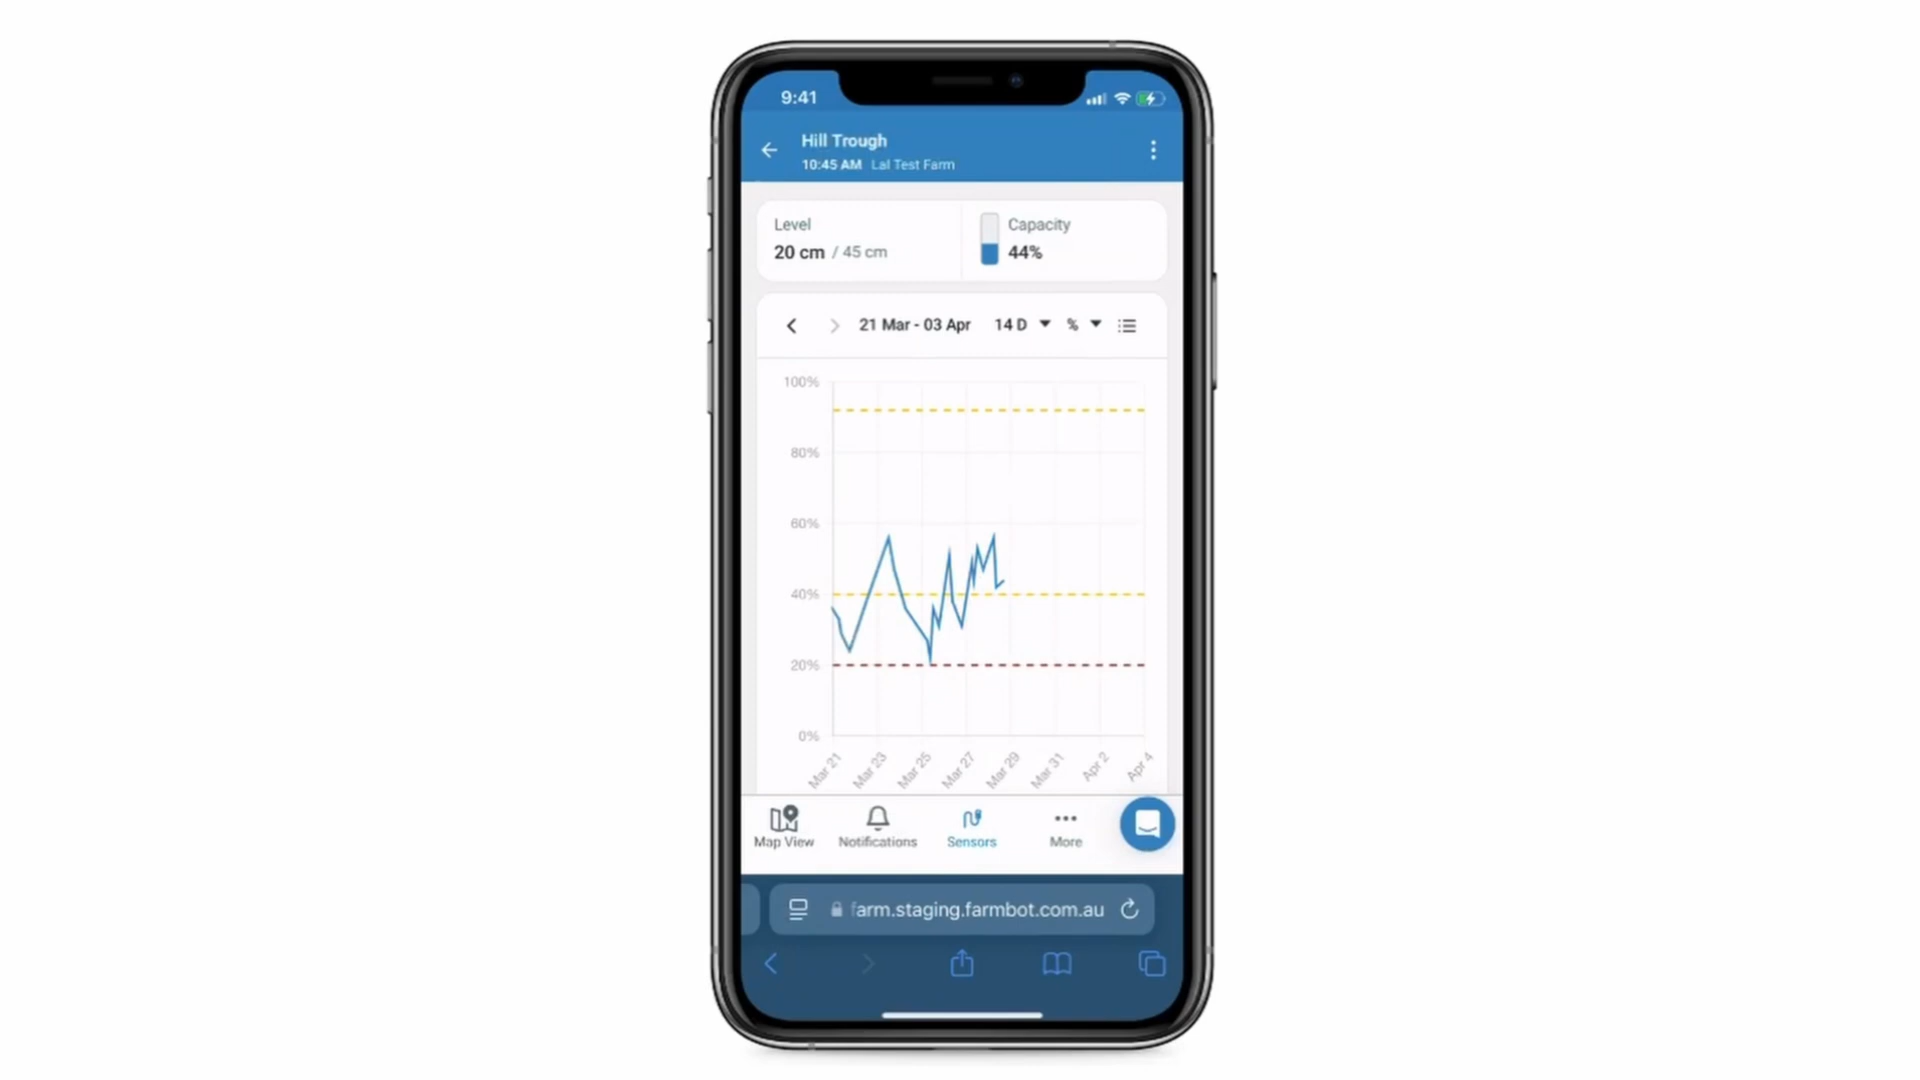 9:41
Hill Trough
10:45 AM Lal Test Farm
Level
20 cm / 45 cm
Capacity
44%
21 Mar - 03 Apr 14 D %
100%
80%
60%
40%
20%
0%
Mar 21 Mar 23 Mar 25 Mar 27 Mar 29 Mar 31 Apr 2 Apr 4
Map View Notifications Sensors More
farm.staging.farmbot.com.au